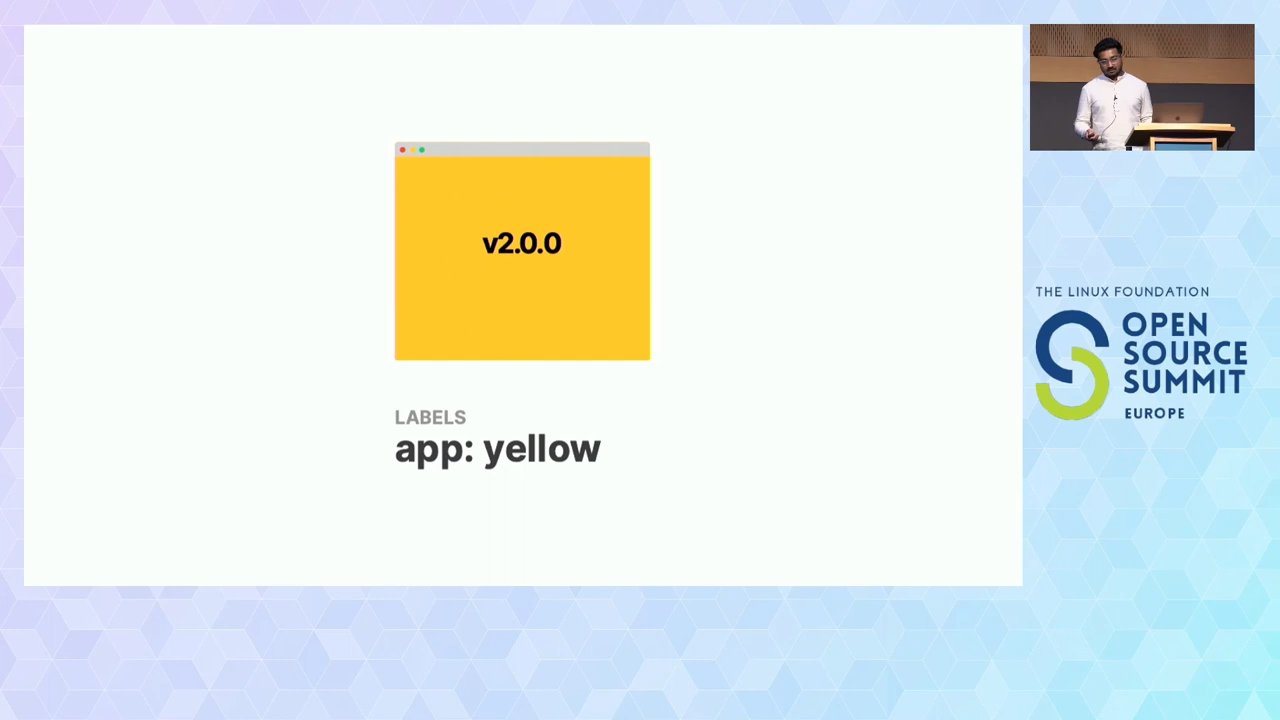 v2.0.0
LABELS
app: yellow
THE LINUX FOUNDATION
OPEN
SOURCE
SUMMIT
EUROPE